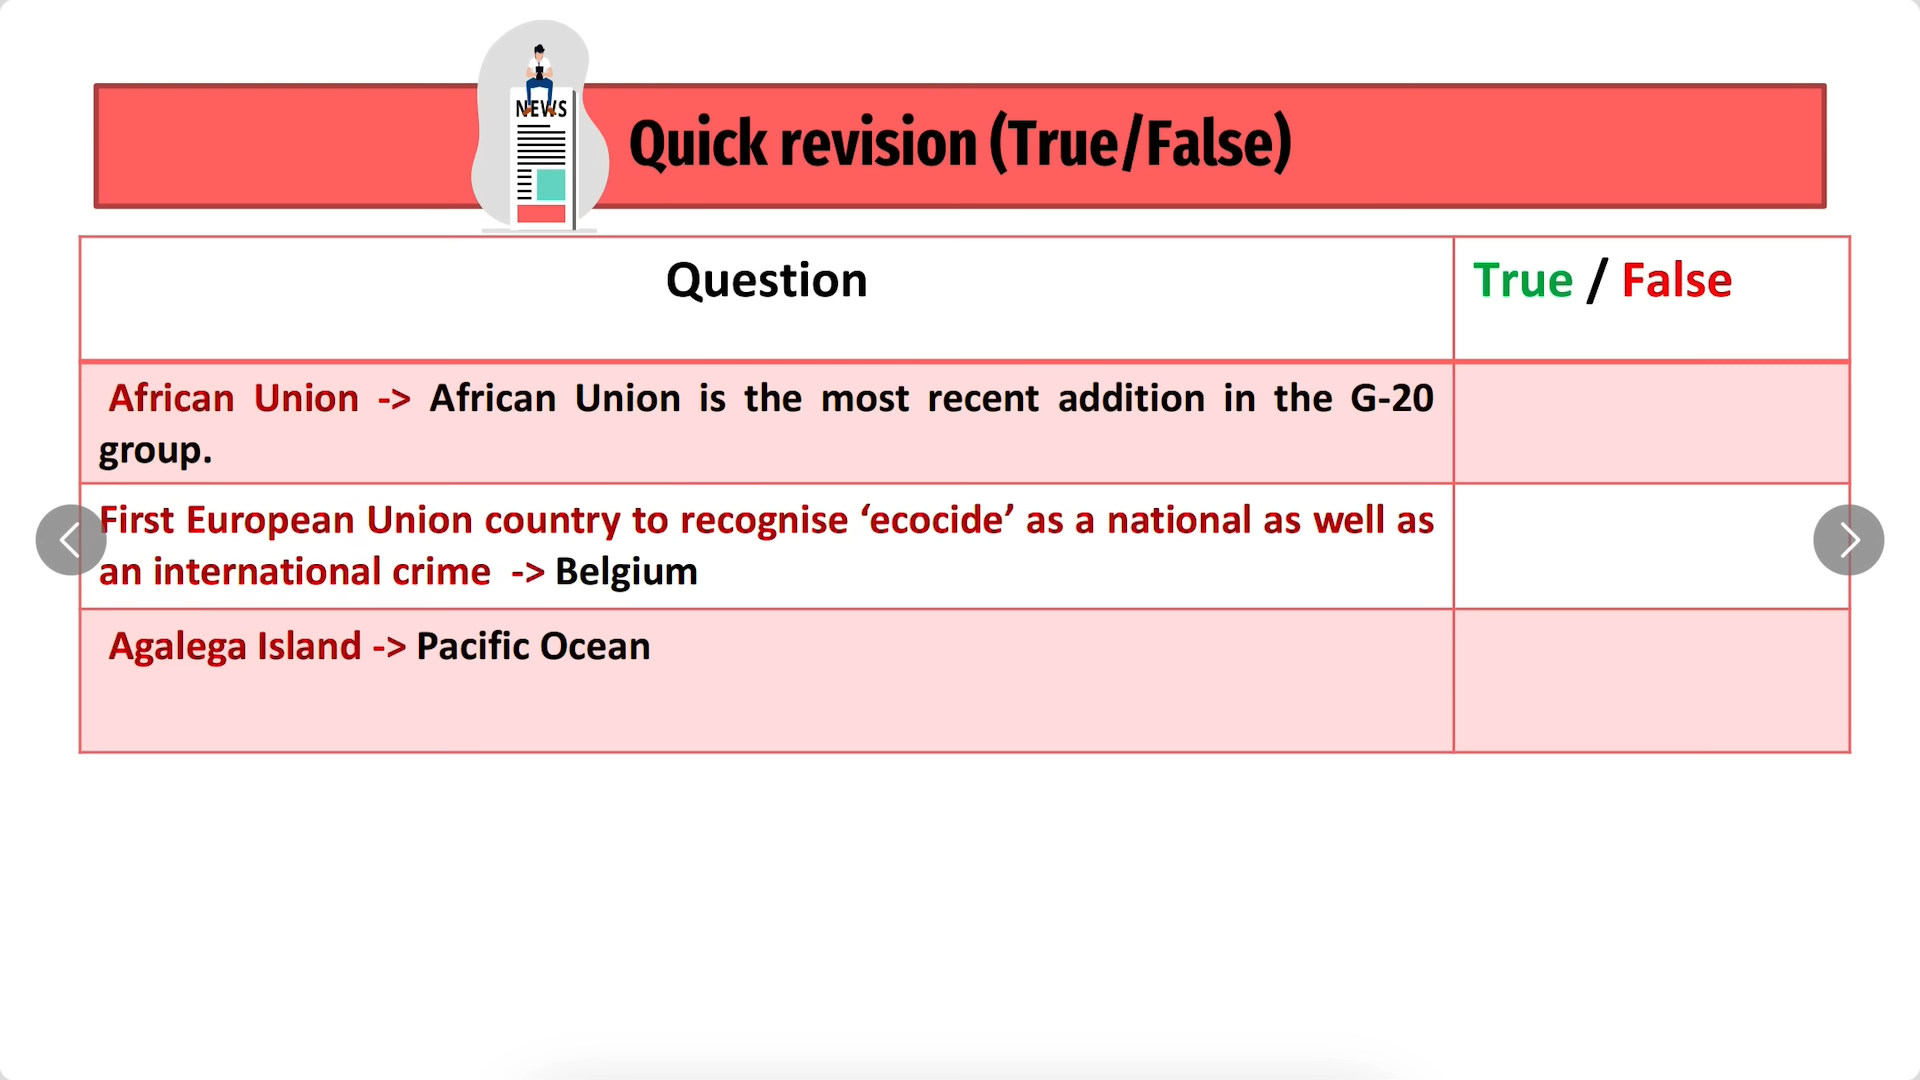 NEWS
Quick revision (True/False)
Question
True / False
African Union -> African Union is the most recent addition in the G-20
group.
First European Union country to recognise ‘ecocide’ as a national as well as
an international crime -> Belgium
Agalega Island -> Pacific Ocean